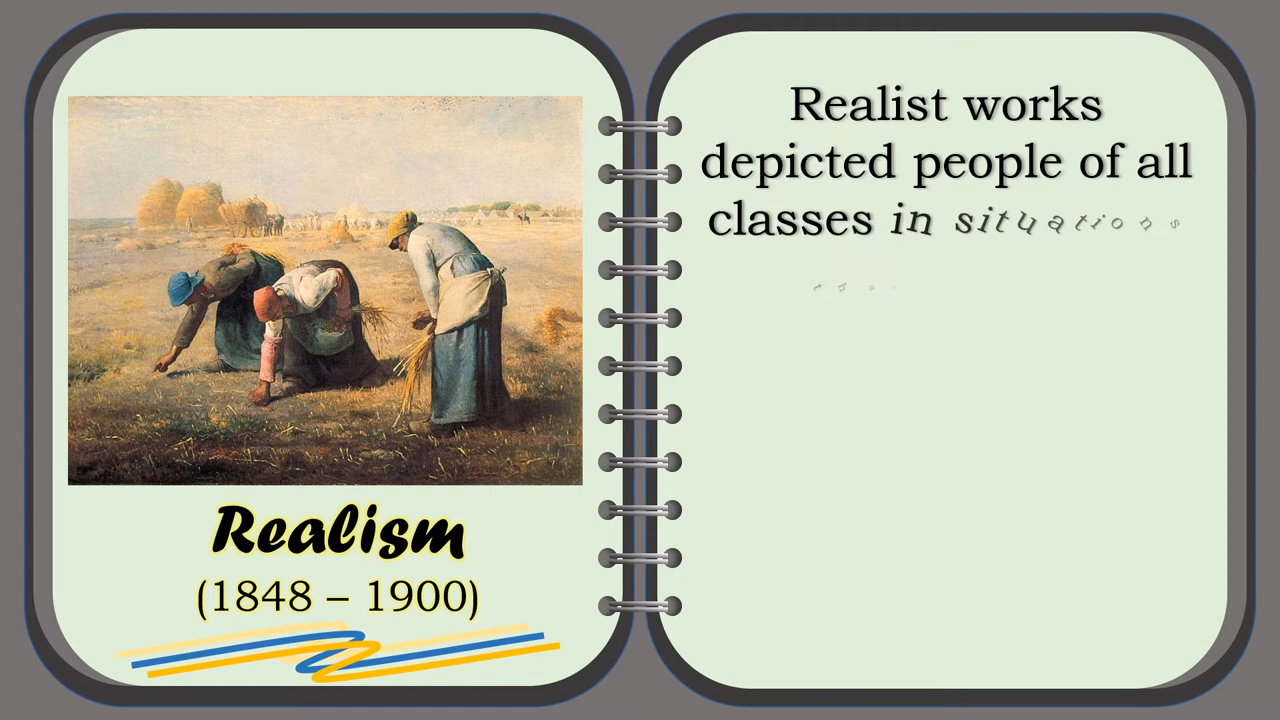 Realism
(1848 – 1900)
Realist works
depicted people of all
classes in situations